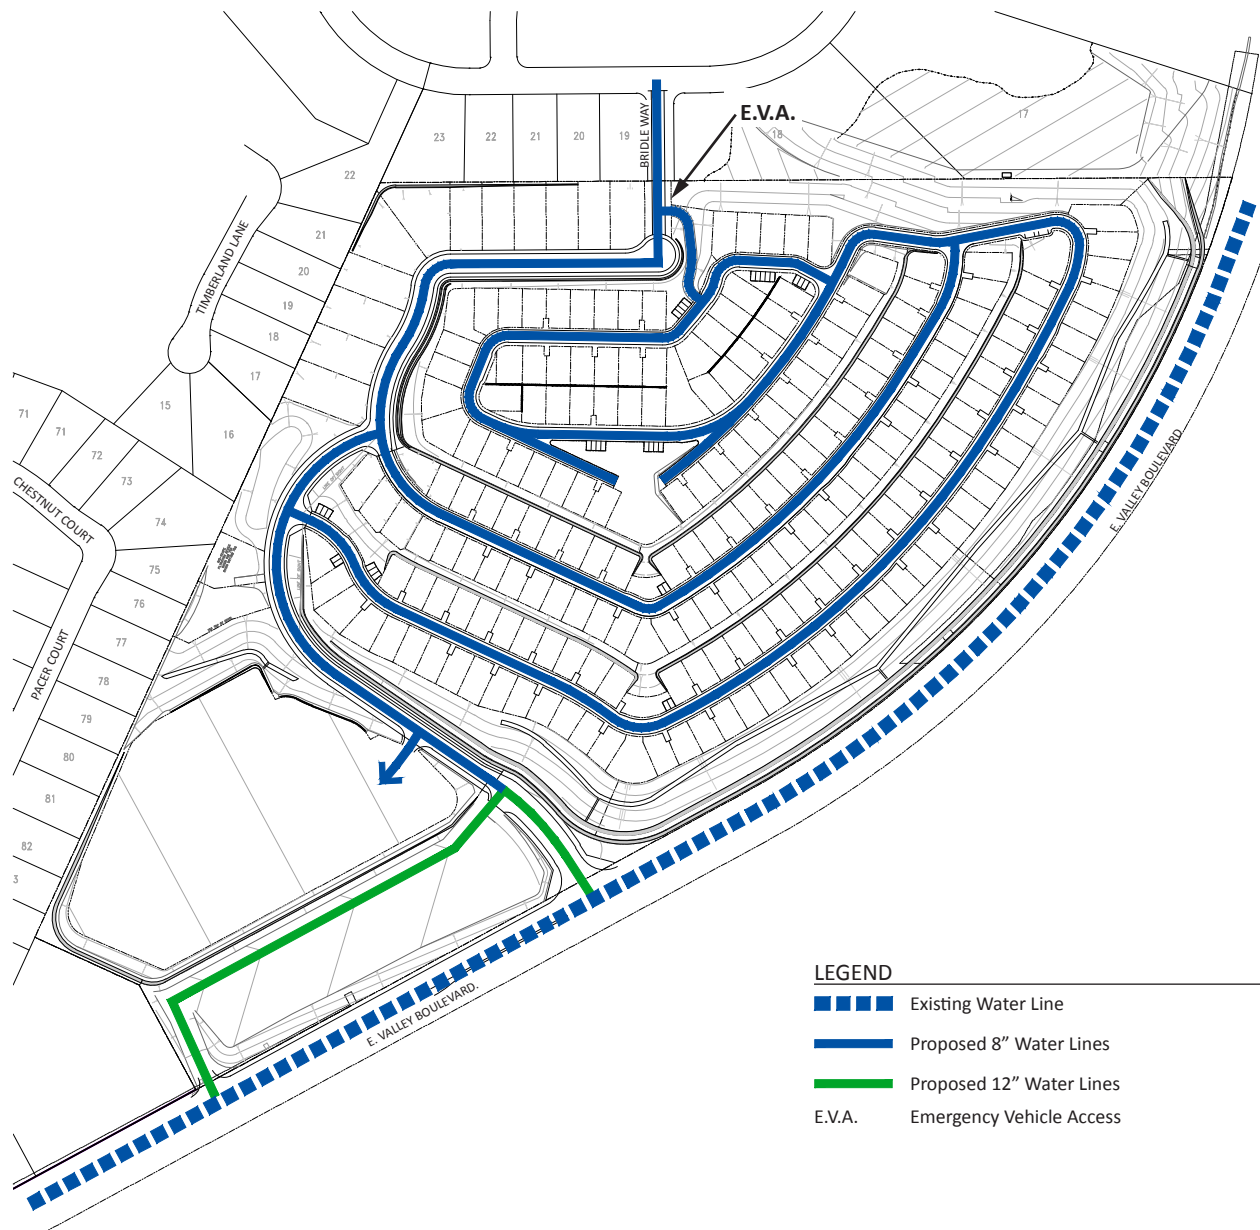 E.V.A.
BRIDLE WAY
23
22
21
20
19
18
17
22
TIMBERLAND LANE
21
20
19
18
17
16
15
71
71
72
73
74
CHESTNUT COURT
75
76
77
78
79
80
81
82
3
PACER COURT
E. VALLEY BOULEVARD
E. VALLEY BOULEVARD.
LEGEND
Existing Water Line
Proposed 8” Water Lines
Proposed 12” Water Lines
E.V.A. Emergency Vehicle Access